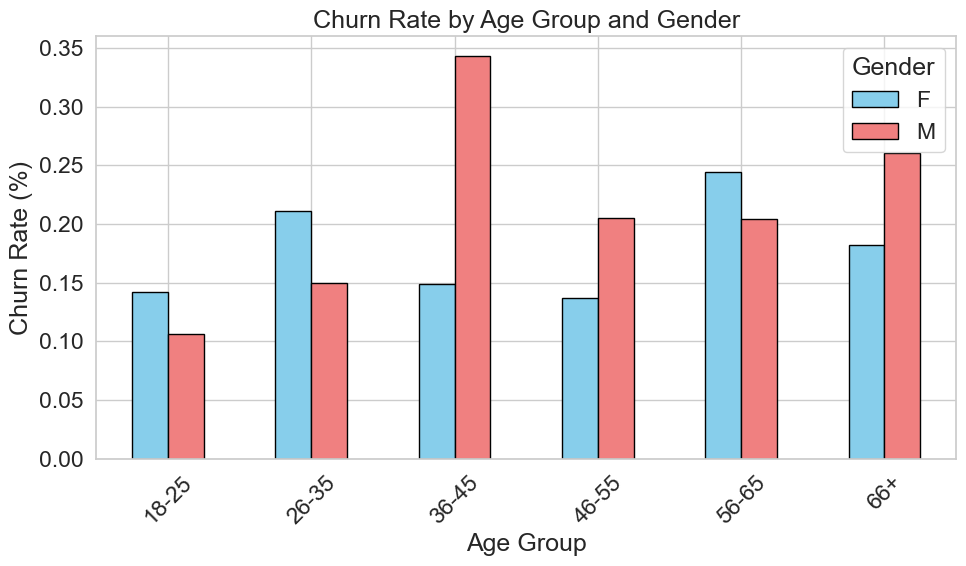 Churn Rate by Age Group and Gender
Churn Rate (%)
0.35
0.30
0.25
0.20
0.15
0.10
0.05
0.00
Gender
F
M
18-25
26-35
36-45
46-55
56-65
66+
Age Group